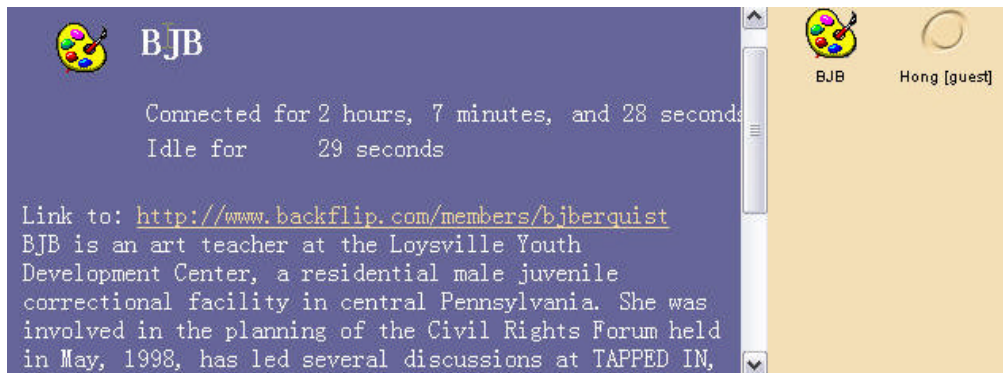 BJB
Connected for 2 hours, 7 minutes, and 28 seconds
Idle for 29 seconds
Link to: http://www.backflip.com/members/bjberquist
BJB is an art teacher at the Loysville Youth
Development Center, a residential male juvenile
correctional facility in central Pennsylvania. She was
involved in the planning of the Civil Rights Forum held
in May, 1998, has led several discussions at TAPPED IN,
BJB
Hong [guest]